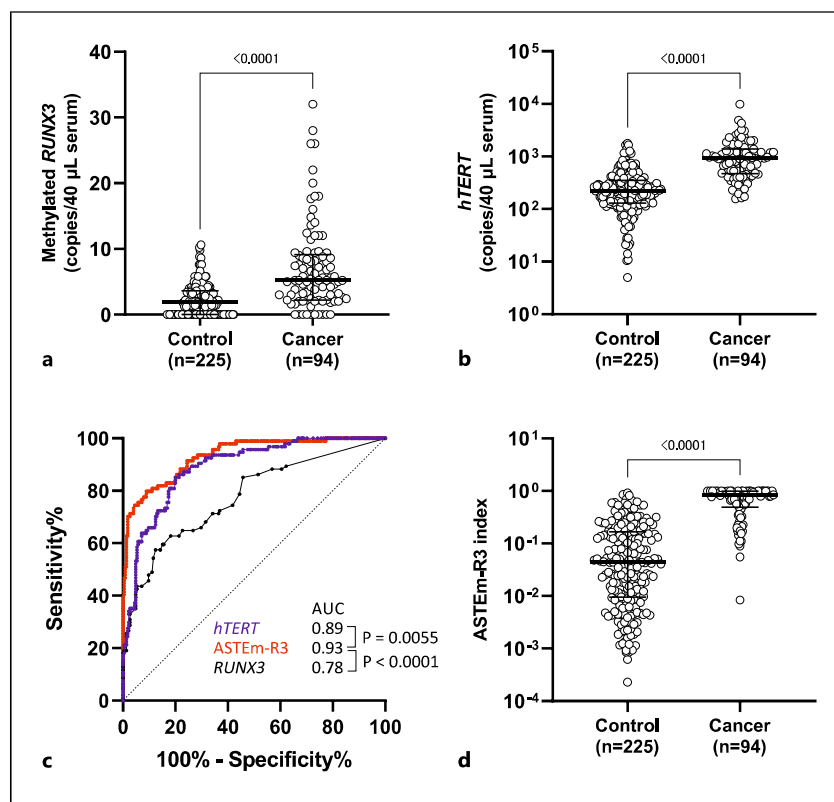 <0.0001
40
30
20
10
0
Methylated RUNX3
(copies/40 µL serum)
Control
(n=225)
Cancer
(n=94)
a
<0.0001
10⁵
10⁴
10³
10²
10¹
10⁰
hTERT
(copies/40 µL serum)
Control
(n=225)
Cancer
(n=94)
b
100
80
60
40
20
0
Sensitivity%
AUC
hTERT 0.89
P = 0.0055
ASTEm-R3 0.93
P < 0.0001
RUNX3 0.78
0 20 40 60 80 100
100% - Specificity%
c
<0.0001
10¹
10⁰
10⁻¹
10⁻²
10⁻³
10⁻⁴
ASTEm-R3 index
Control
(n=225)
Cancer
(n=94)
d